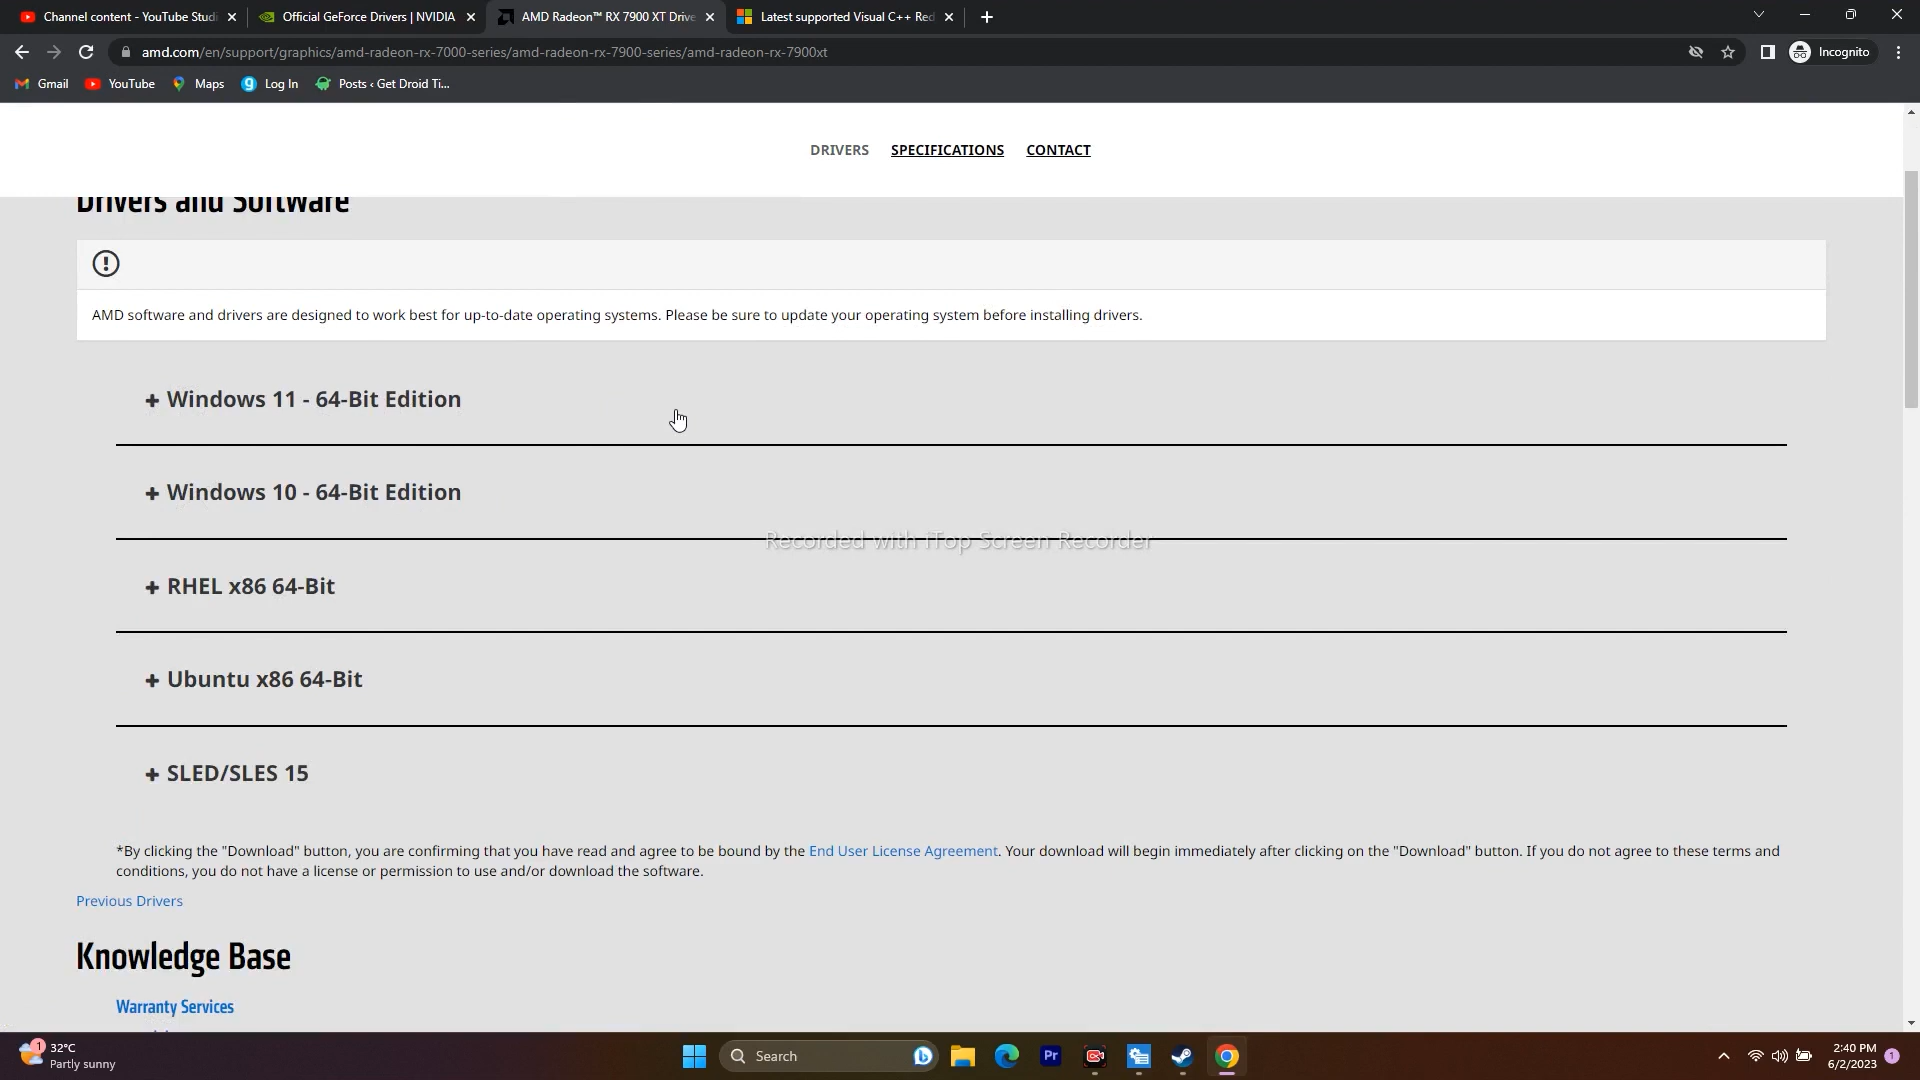 Channel content - YouTube Studi
Official GeForce Drivers | NVIDIA
AMD Radeon™ RX 7900 XT Drive
Latest supported Visual C++ Red
amd.com/en/support/graphics/amd-radeon-rx-7000-series/amd-radeon-rx-7900-series/amd-radeon-rx-7900xt
Incognito
Gmail
YouTube
Maps
Log In
Posts ‹ Get Droid Ti...
DRIVERS
SPECIFICATIONS
CONTACT
Drivers and Software
AMD software and drivers are designed to work best for up-to-date operating systems. Please be sure to update your operating system before installing drivers.
+ Windows 11 - 64-Bit Edition
+ Windows 10 - 64-Bit Edition
Recorded with iTop Screen Recorder
+ RHEL x86 64-Bit
+ Ubuntu x86 64-Bit
+ SLED/SLES 15
*By clicking the "Download" button, you are confirming that you have read and agree to be bound by the End User License Agreement. Your download will begin immediately after clicking on the "Download" button. If you do not agree to these terms and
conditions, you do not have a license or permission to use and/or download the software.
Previous Drivers
Knowledge Base
Warranty Services
1
32°C
Partly sunny
Search
Pr
2:40 PM
6/2/2023
1